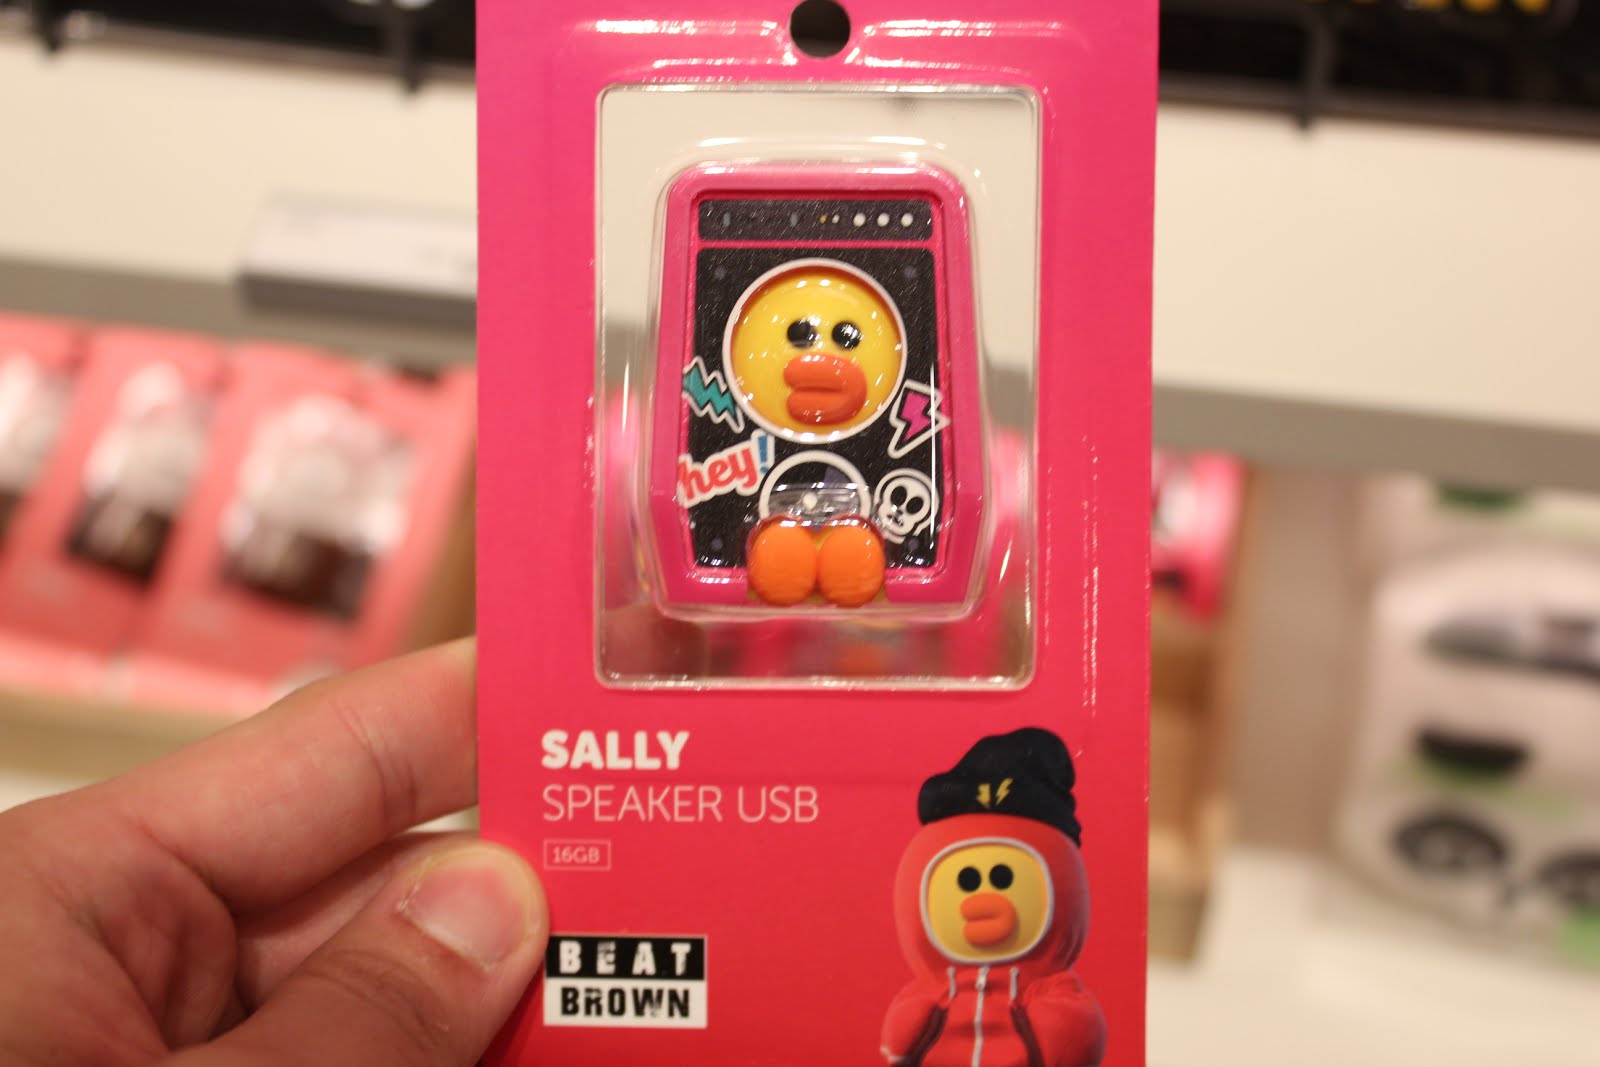 hey!
SALLY
SPEAKER USB
16GB
BEAT
BROWN